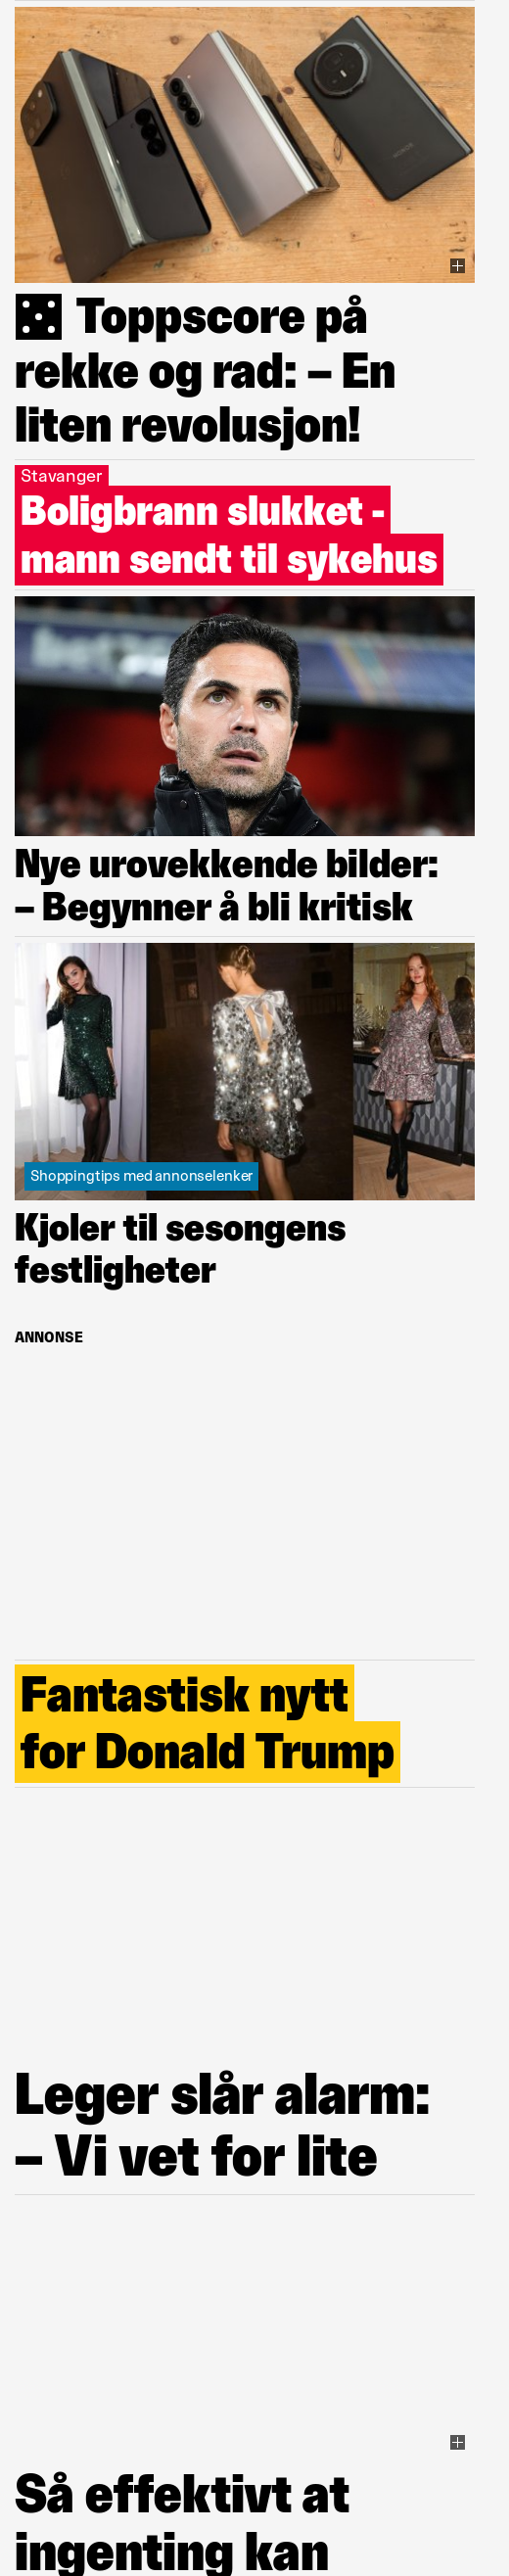 Toppscore på
rekke og rad: – En
liten revolusjon!
Stavanger
Boligbrann slukket -
mann sendt til sykehus
Nye urovekkende bilder:
– Begynner å bli kritisk
Shoppingtips med annonselenker
Kjoler til sesongens
festligheter
ANNONSE
Fantastisk nytt
for Donald Trump
Leger slår alarm:
– Vi vet for lite
Så effektivt at
ingenting kan